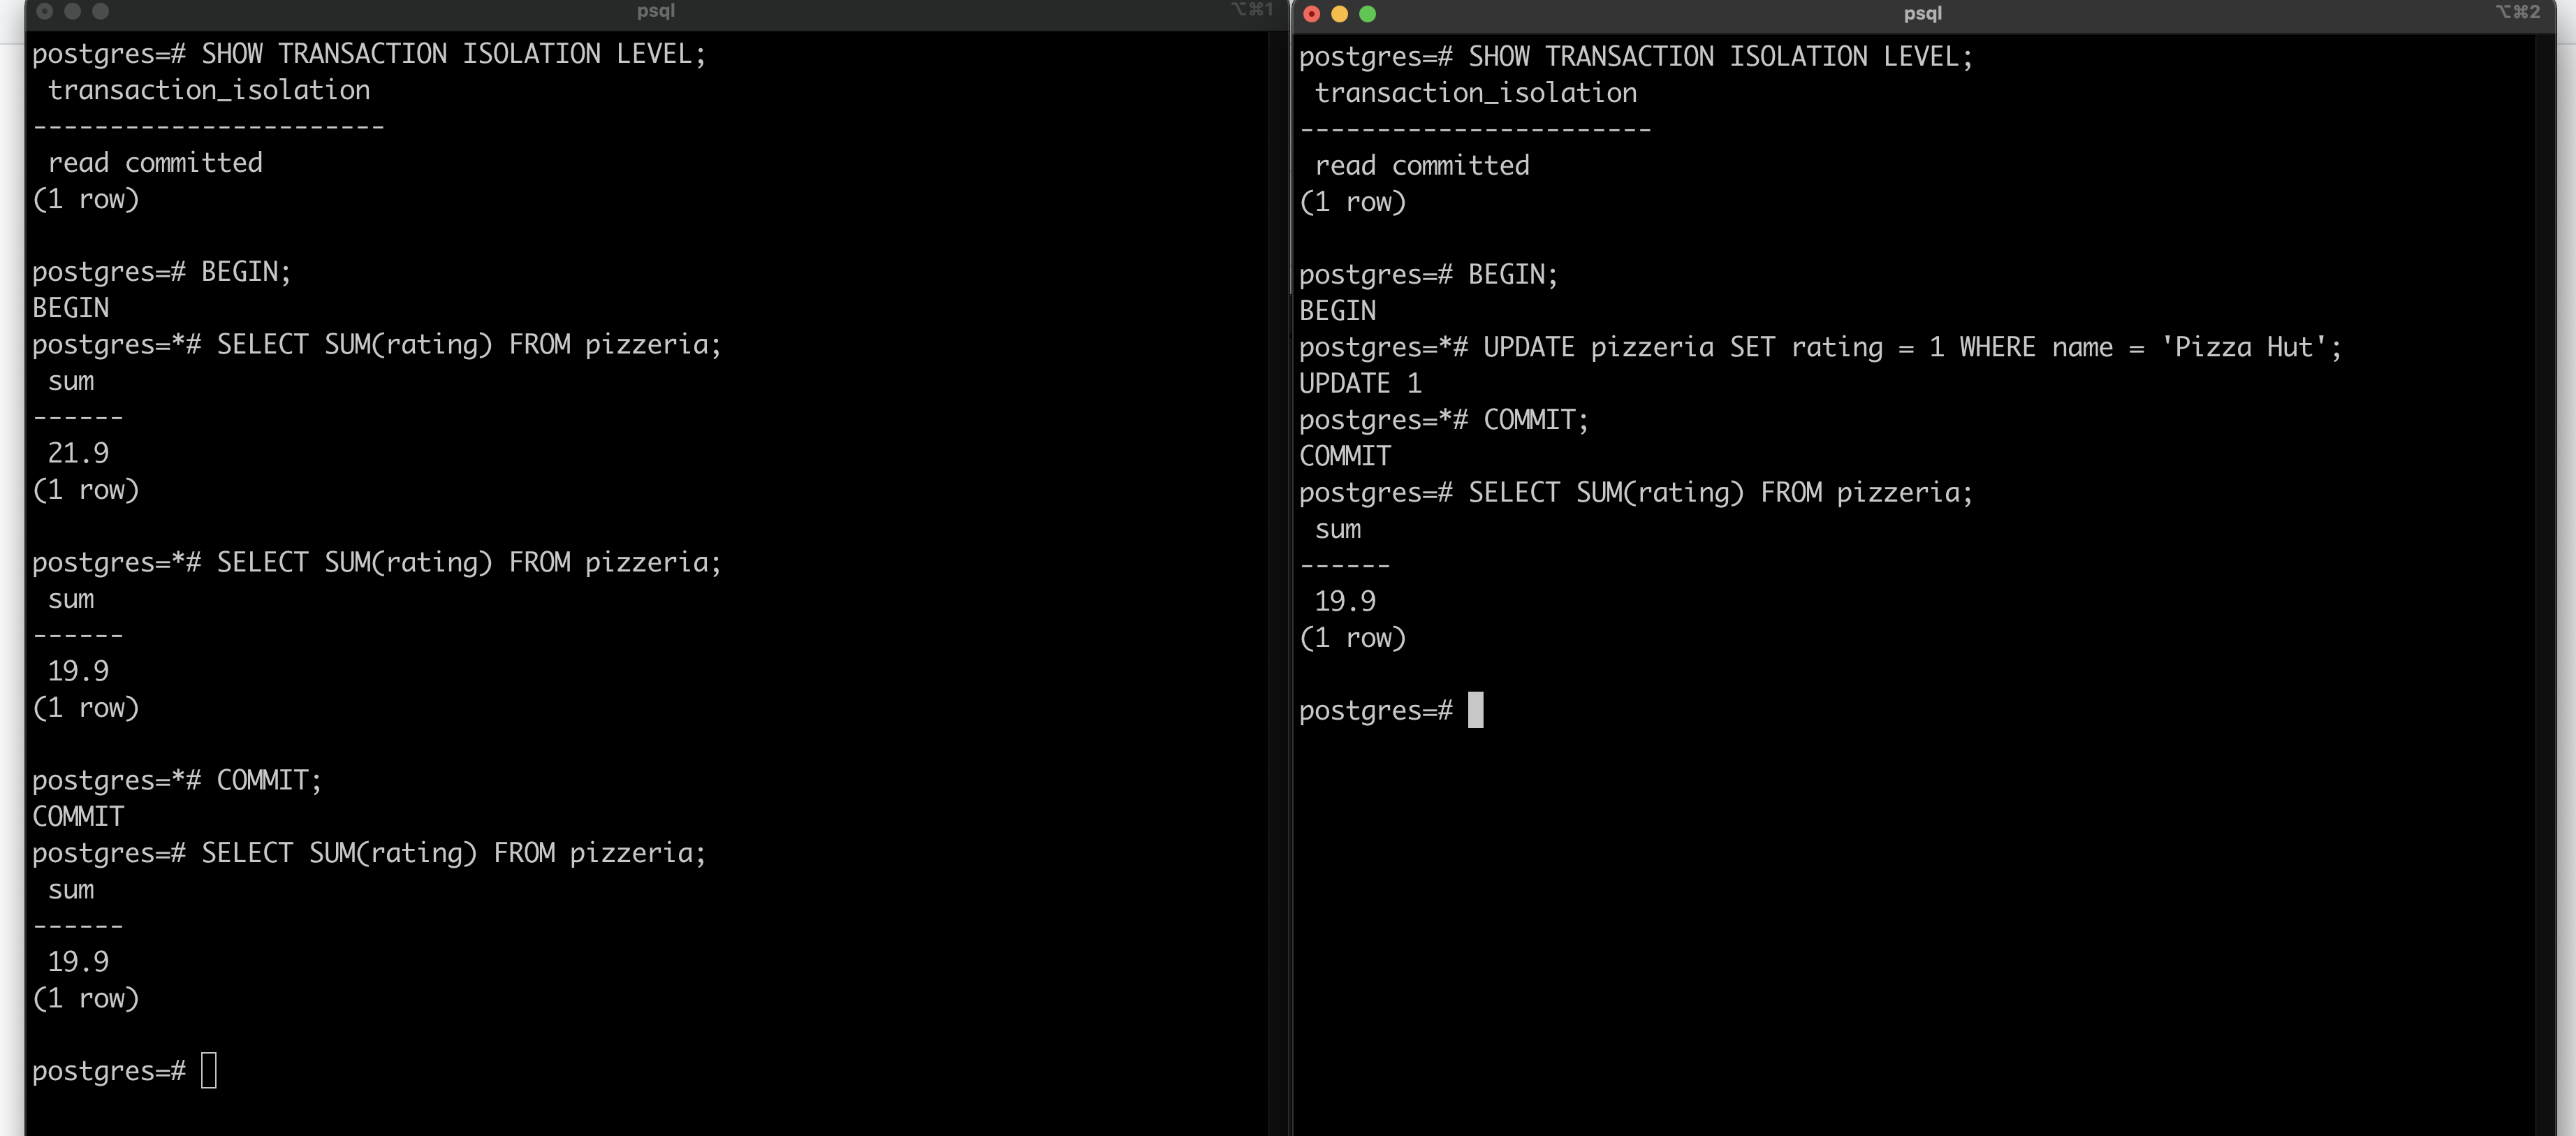 psql
⌥⌘1
postgres=# SHOW TRANSACTION ISOLATION LEVEL;
transaction_isolation
-----------------------
read committed
(1 row)
postgres=# BEGIN;
BEGIN
postgres=*# SELECT SUM(rating) FROM pizzeria;
sum
------
21.9
(1 row)
postgres=*# SELECT SUM(rating) FROM pizzeria;
sum
------
19.9
(1 row)
postgres=*# COMMIT;
COMMIT
postgres=# SELECT SUM(rating) FROM pizzeria;
sum
------
19.9
(1 row)
postgres=#
psql
⌥⌘2
postgres=# SHOW TRANSACTION ISOLATION LEVEL;
transaction_isolation
-----------------------
read committed
(1 row)
postgres=# BEGIN;
BEGIN
postgres=*# UPDATE pizzeria SET rating = 1 WHERE name = 'Pizza Hut';
UPDATE 1
postgres=*# COMMIT;
COMMIT
postgres=# SELECT SUM(rating) FROM pizzeria;
sum
------
19.9
(1 row)
postgres=#